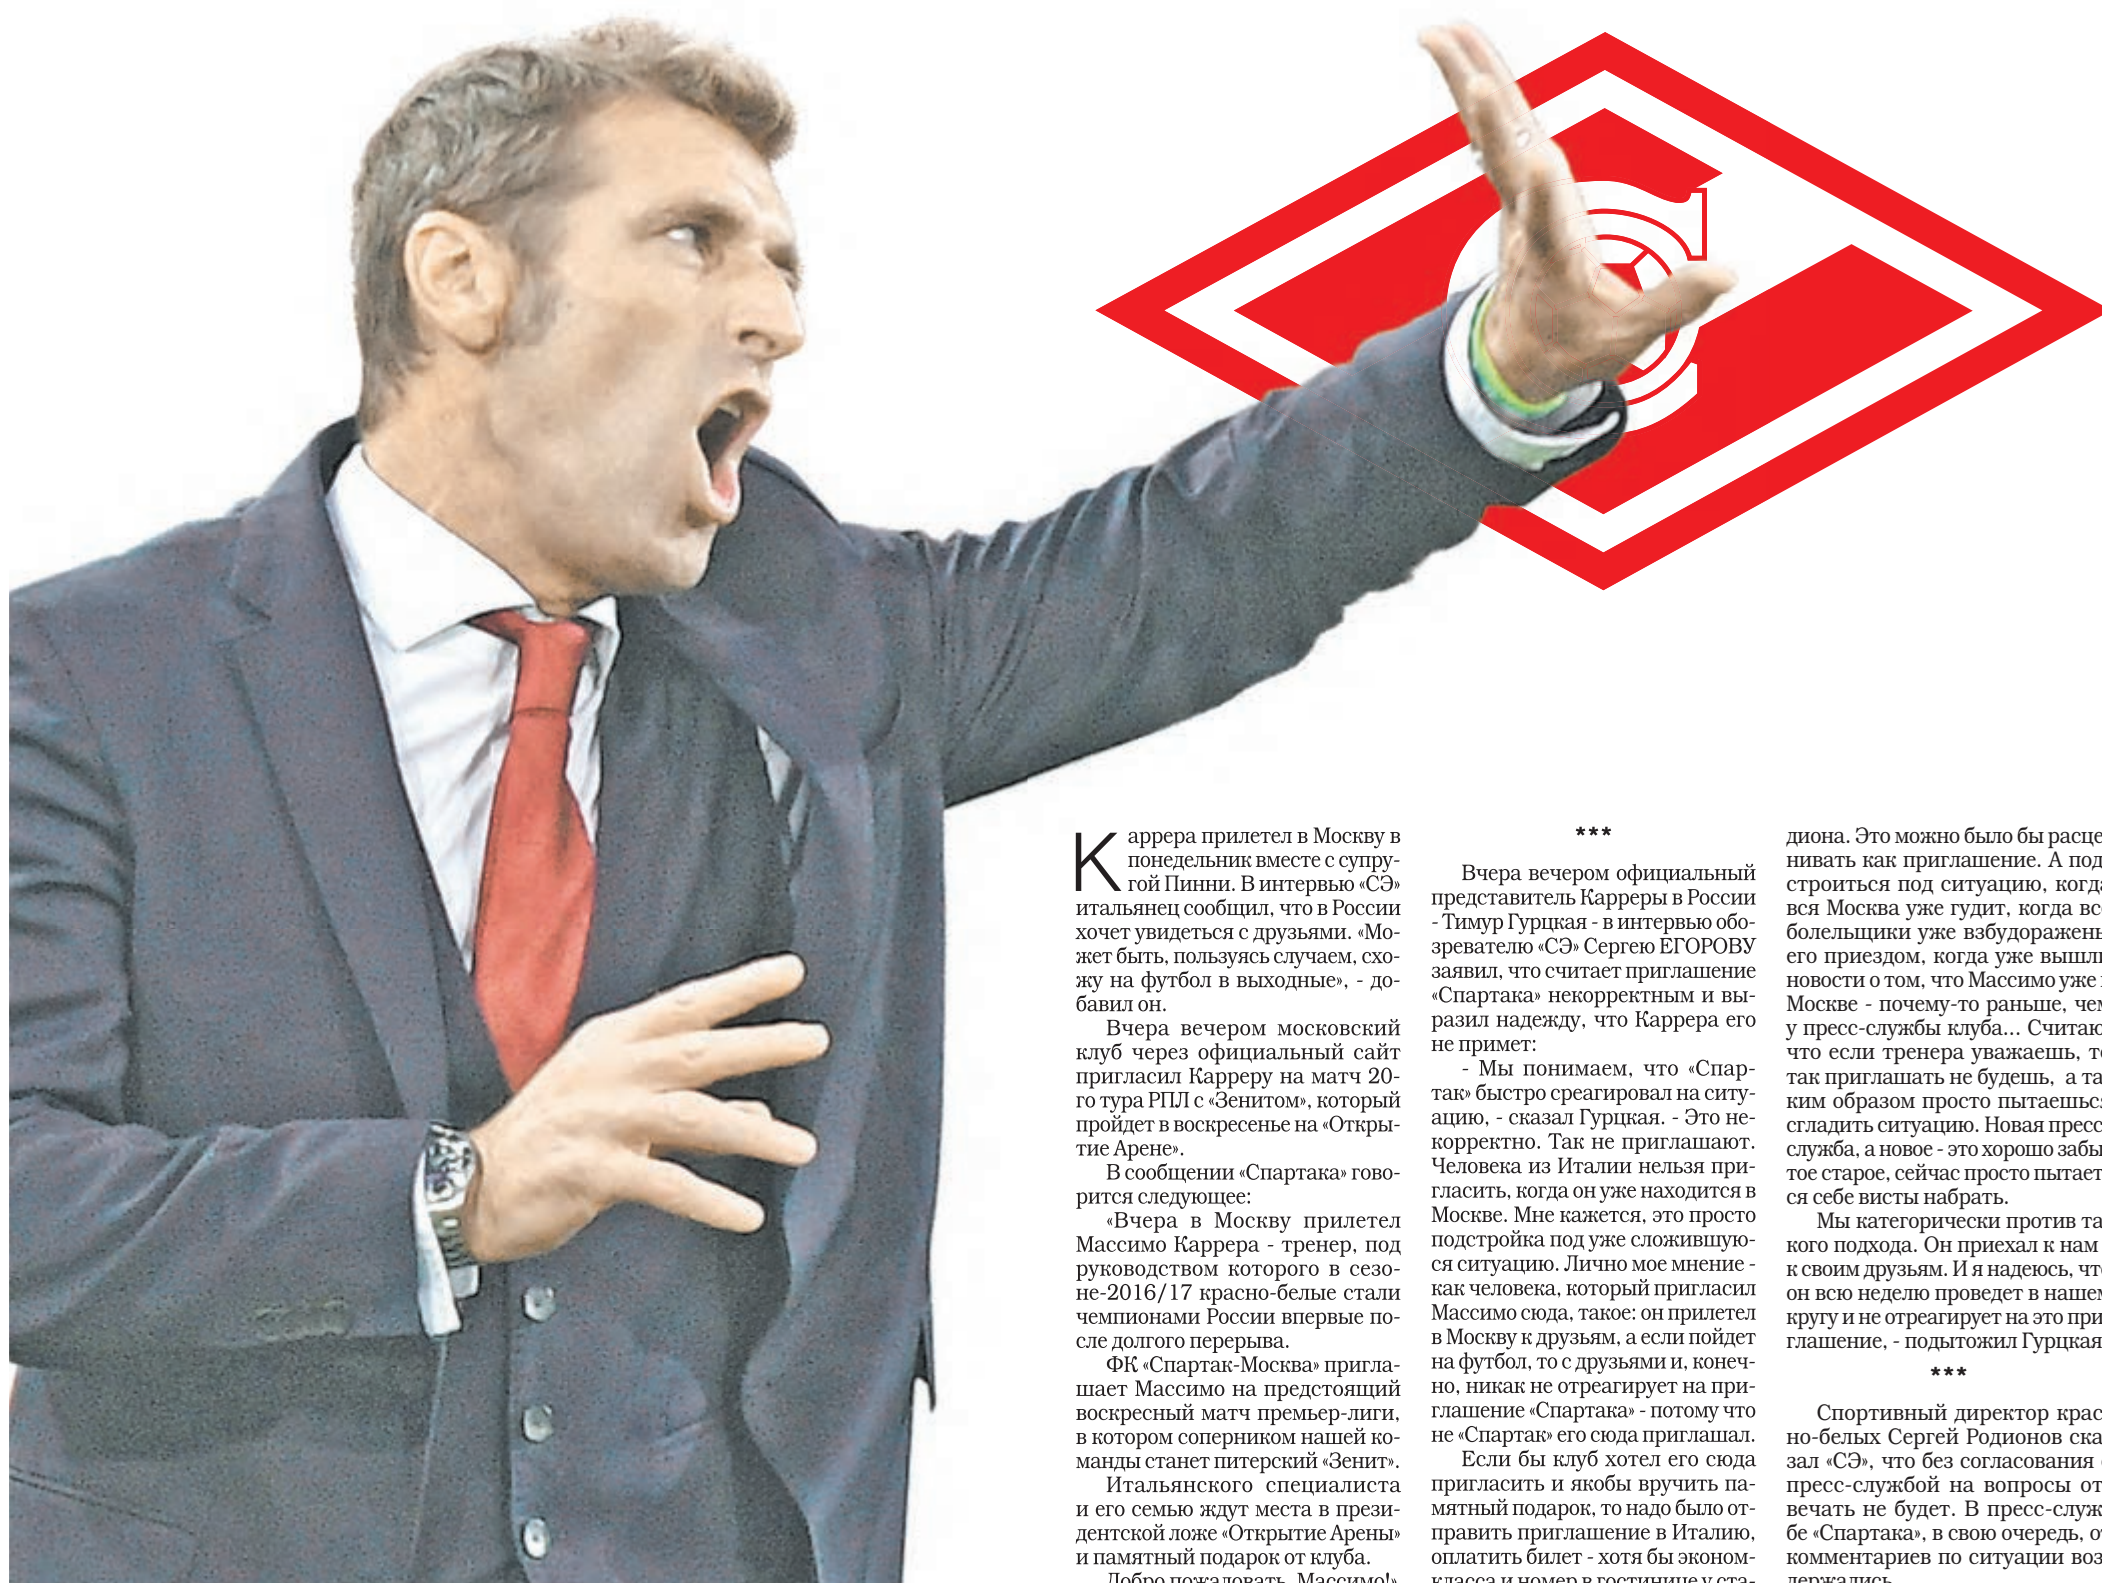 Каррера прилетел в Москву в
понедельник вместе с супру-
гой Пинни. В интервью «СЭ»
итальянец сообщил, что в России
хочет увидеться с друзьями. «Мо-
жет быть, пользуясь случаем, схо-
жу на футбол в выходные», - до-
бавил он.
Вчера вечером московский
клуб через официальный сайт
пригласил Карреру на матч 20-
го тура РПЛ с «Зенитом», который
пройдет в воскресенье на «Откры-
тие Арене».
В сообщении «Спартака» гово-
рится следующее:
«Вчера в Москву прилетел
Массимо Каррера - тренер, под
руководством которого в сезо-
не-2016/17 красно-белые стали
чемпионами России впервые по-
сле долгого перерыва.
ФК «Спартак-Москва» пригла-
шает Массимо на предстоящий
воскресный матч премьер-лиги,
в котором соперником нашей ко-
манды станет питерский «Зенит».
Итальянского специалиста
и его семью ждут места в прези-
дентской ложе «Открытие Арены»
и памятный подарок от клуба.
Добро пожаловать, Массимо!»
***
Вчера вечером официальный
представитель Карреры в России
- Тимур Гурцкая - в интервью обо-
зревателю «СЭ» Сергею ЕГОРОВУ
заявил, что считает приглашение
«Спартака» некорректным и вы-
разил надежду, что Каррера его
не примет:
- Мы понимаем, что «Спар-
так» быстро среагировал на ситу-
ацию, - сказал Гурцкая. - Это не-
корректно. Так не приглашают.
Человека из Италии нельзя при-
гласить, когда он уже находится в
Москве. Мне кажется, это просто
подстройка под уже сложившую-
ся ситуацию. Лично мое мнение -
как человека, который пригласил
Массимо сюда, такое: он прилетел
в Москву к друзьям, а если пойдет
на футбол, то с друзьями и, конеч-
но, никак не отреагирует на при-
глашение «Спартака» - потому что
не «Спартак» его сюда приглашал.
Если бы клуб хотел его сюда
пригласить и якобы вручить па-
мятный подарок, то надо было от-
править приглашение в Италию,
оплатить билет - хотя бы эконом-
класса и номер в гостинице у ста-
диона. Это можно было бы расце
нивать как приглашение. А под
строиться под ситуацию, когда
вся Москва уже гудит, когда все
болельщики уже взбудоражены
его приездом, когда уже вышли
новости о том, что Массимо уже
Москве - почему-то раньше, чем
у пресс-службы клуба... Считаю
что если тренера уважаешь, то
так приглашать не будешь, а та
ким образом просто пытаешься
сгладить ситуацию. Новая пресс
служба, а новое - это хорошо забы
тое старое, сейчас просто пытает
ся себе висты набрать.
Мы категорически против та
кого подхода. Он приехал к нам
к своим друзьям. И я надеюсь, что
он всю неделю проведет в нашем
кругу и не отреагирует на это при
глашение, - подытожил Гурцкая
***
Спортивный директор крас
но-белых Сергей Родионов ска
зал «СЭ», что без согласования с
пресс-службой на вопросы от
вечать не будет. В пресс-служ
бе «Спартака», в свою очередь, от
комментариев по ситуации воз
держались.